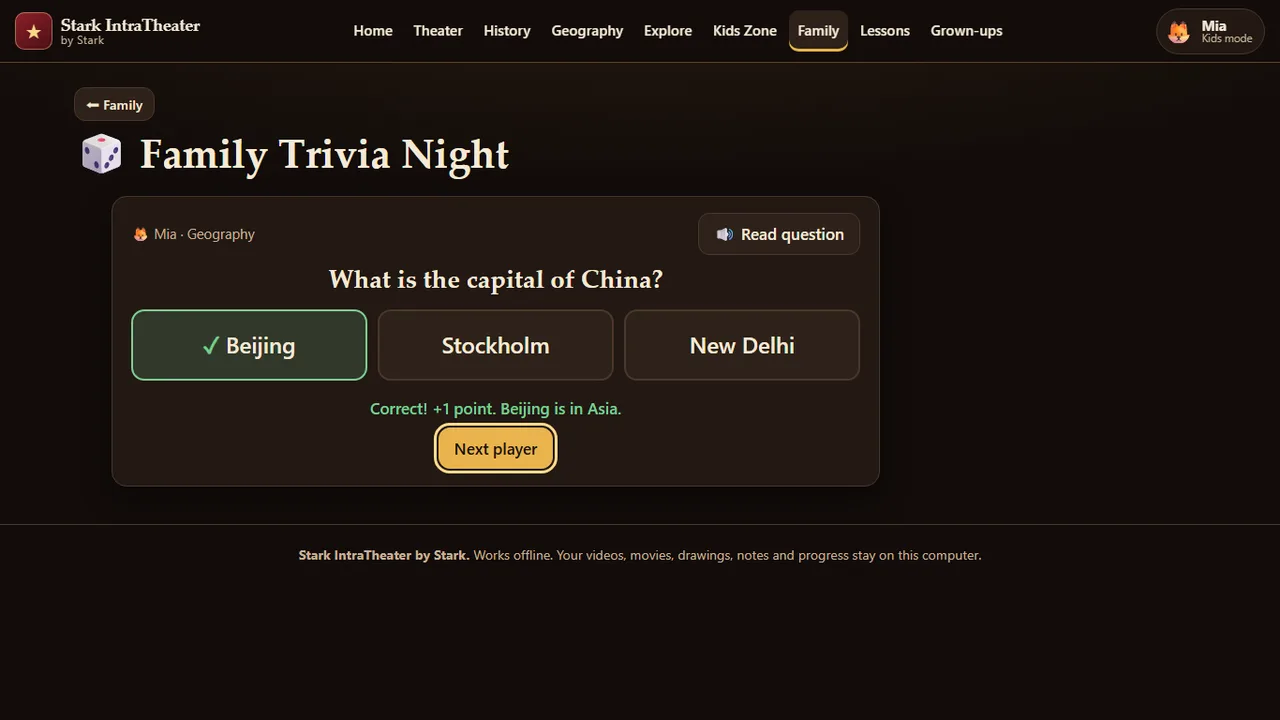 Stark IntraTheater
by Stark
Home Theater History Geography Explore Kids Zone Family Lessons Grown-ups
Mia
Kids mode
⬅ Family
Family Trivia Night
Mia · Geography
Read question
What is the capital of China?
✓ Beijing
Stockholm
New Delhi
Correct! +1 point. Beijing is in Asia.
Next player
Stark IntraTheater by Stark. Works offline. Your videos, movies, drawings, notes and progress stay on this computer.